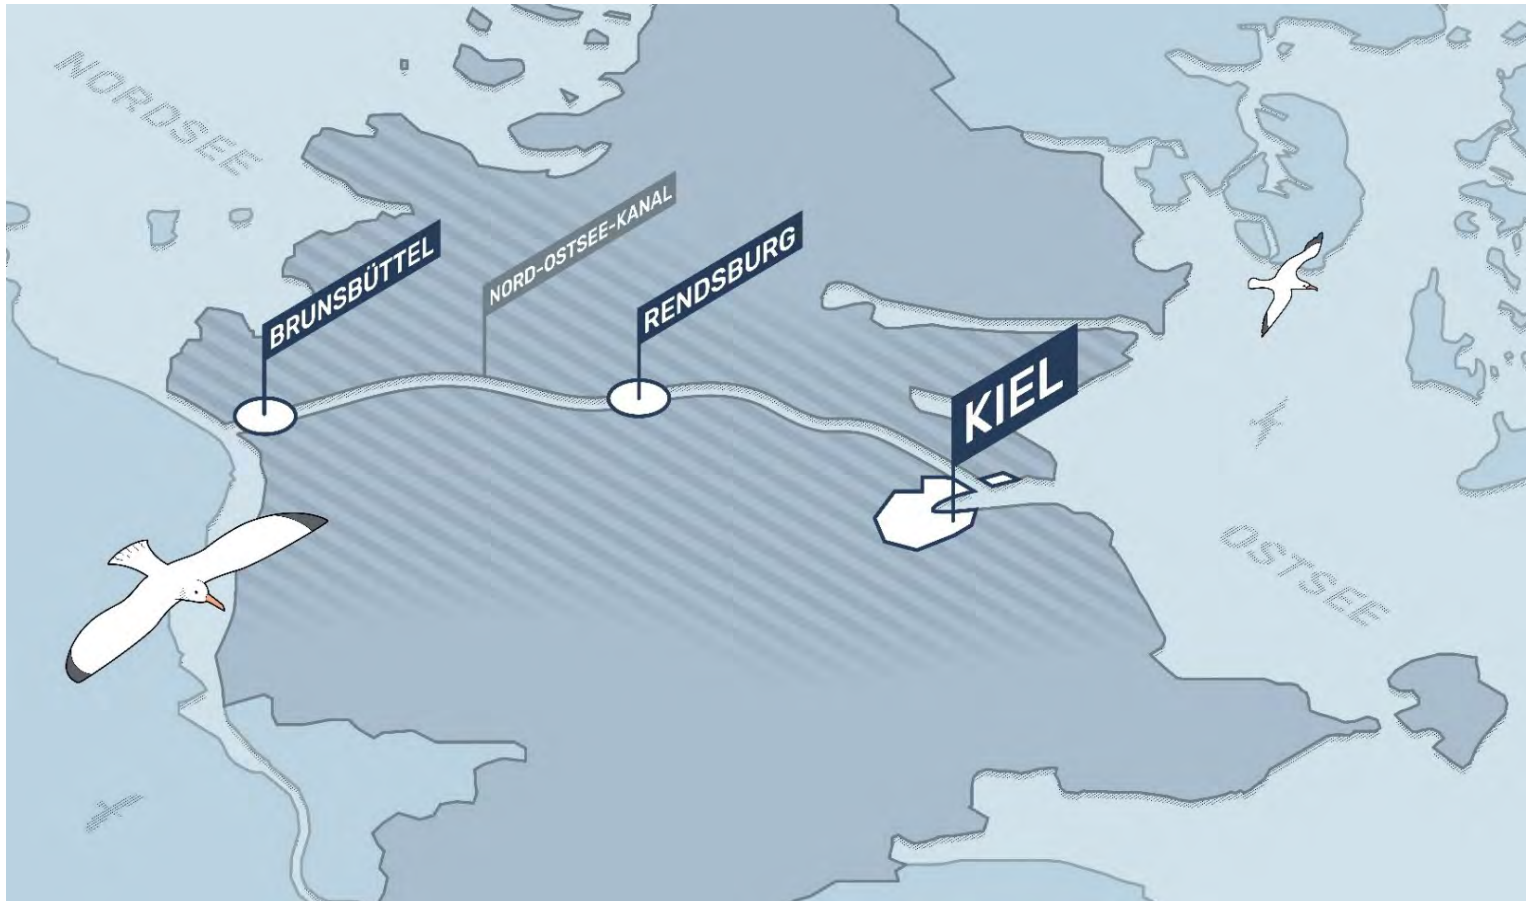 NORDSEE
BRUNSBÜTTEL
NORD-OSTSEE-KANAL
RENDSBURG
KIEL
OSTSEE